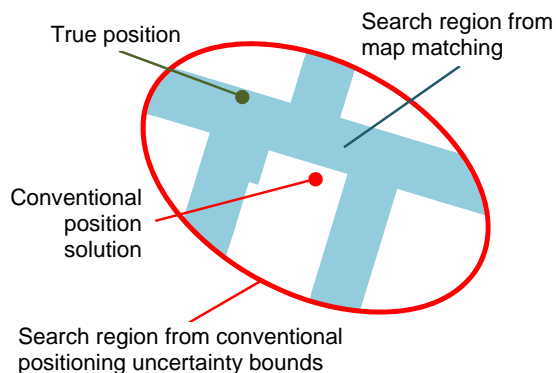 True position
Search region from
map matching
Conventional
position
solution
Search region from conventional
positioning uncertainty bounds